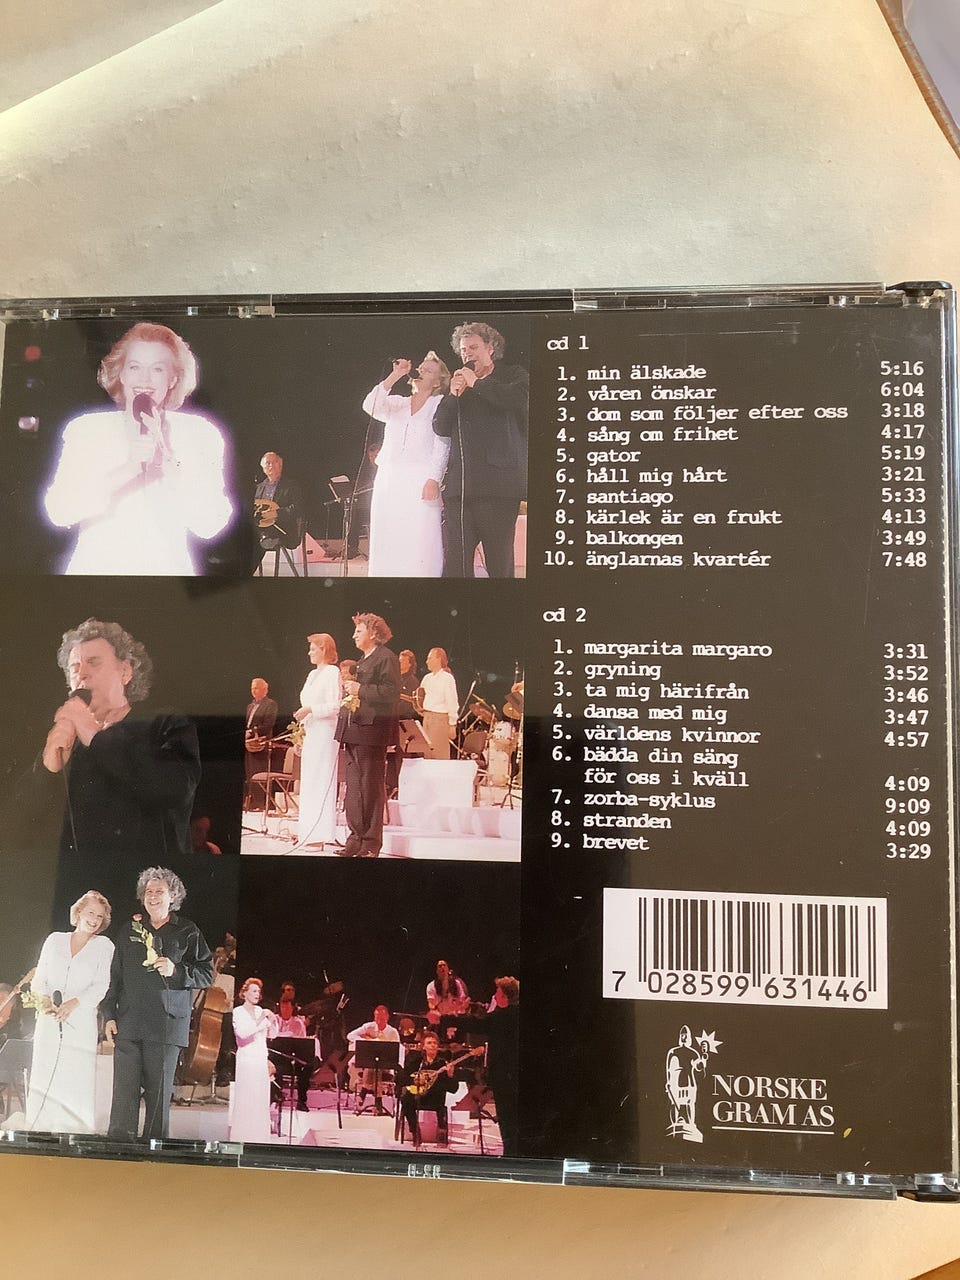 cd 1
1. min älskade 5:16
2. våren önskar 6:04
3. dom som följer efter oss 3:18
4. sång om frihet 4:17
5. gator 5:19
6. håll mig hårt 3:21
7. santiago 5:33
8. kärlek är en frukt 4:13
9. balkongen 3:49
10. änglarnas kvartér 7:48
cd 2
1. margarita margaro 3:31
2. gryning 3:52
3. ta mig härifrån 3:46
4. dansa med mig 3:47
5. världens kvinnor 4:57
6. bädda din säng
för oss i kväll 4:09
7. zorba-syklus 9:09
8. stranden 4:09
9. brevet 3:29
7 028599 631446
NORSKE
GRAM AS